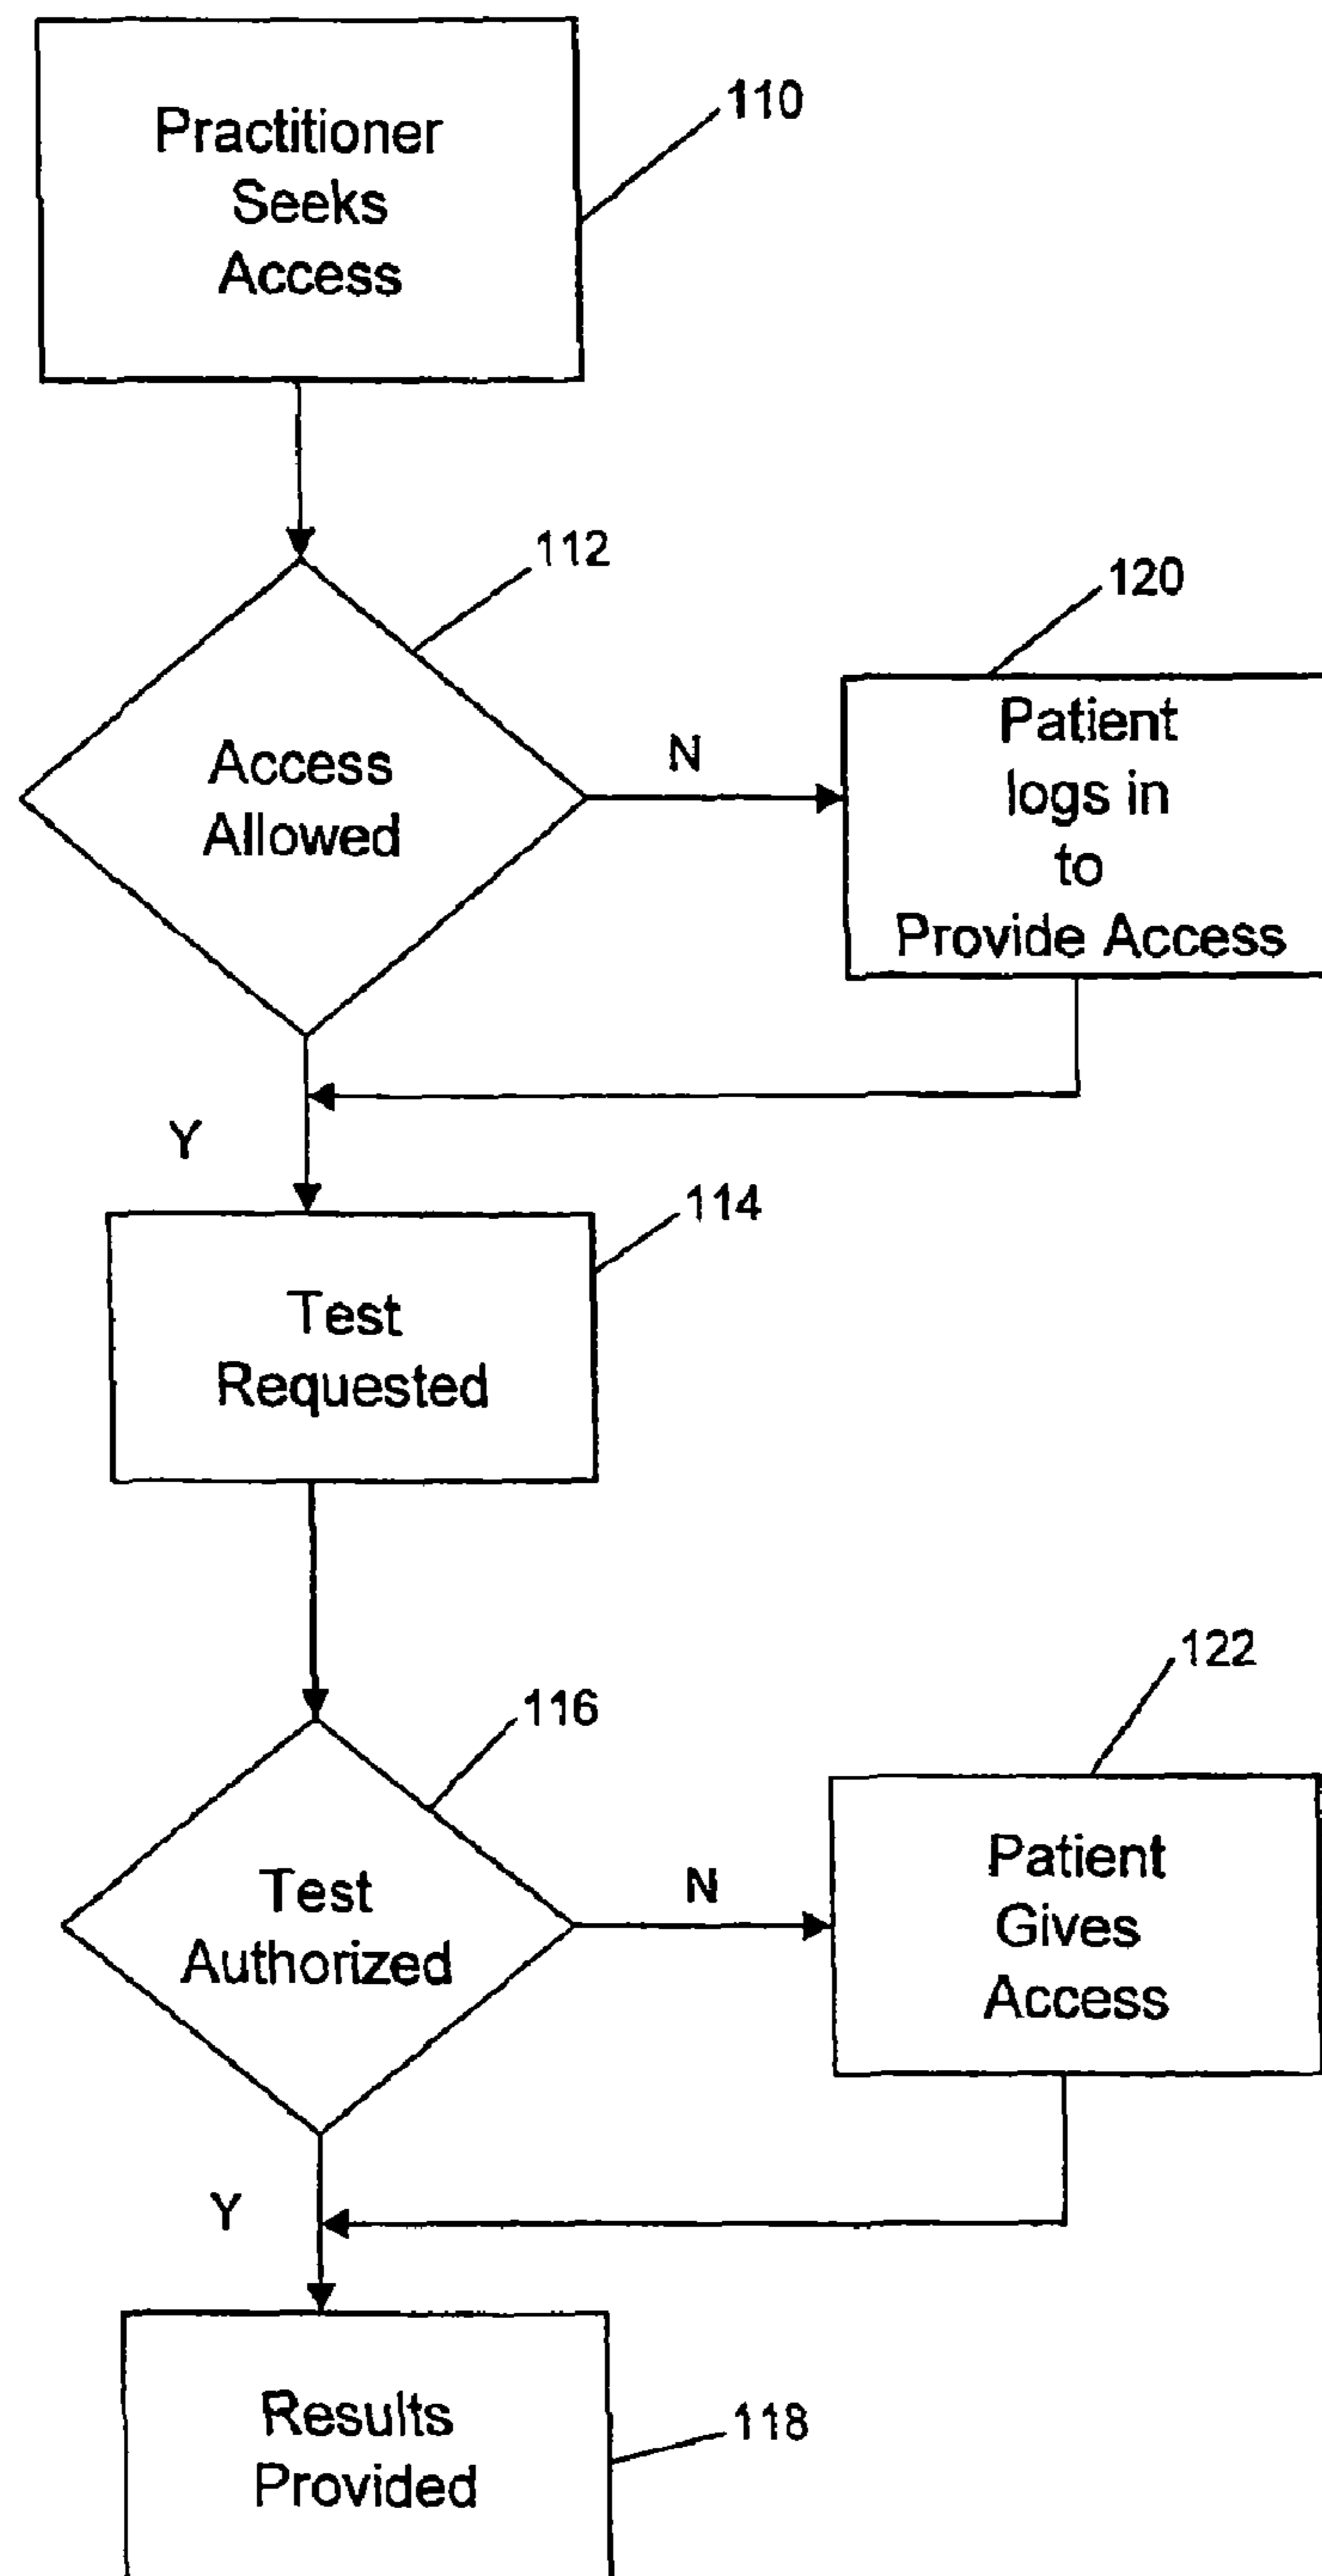 Practitioner
Seeks
Access
110
112
Access
Allowed
N
120
Patient
logs in
to
Provide Access
Y
114
Test
Requested
116
Test
Authorized
N
122
Patient
Gives
Access
Y
Results
Provided
118